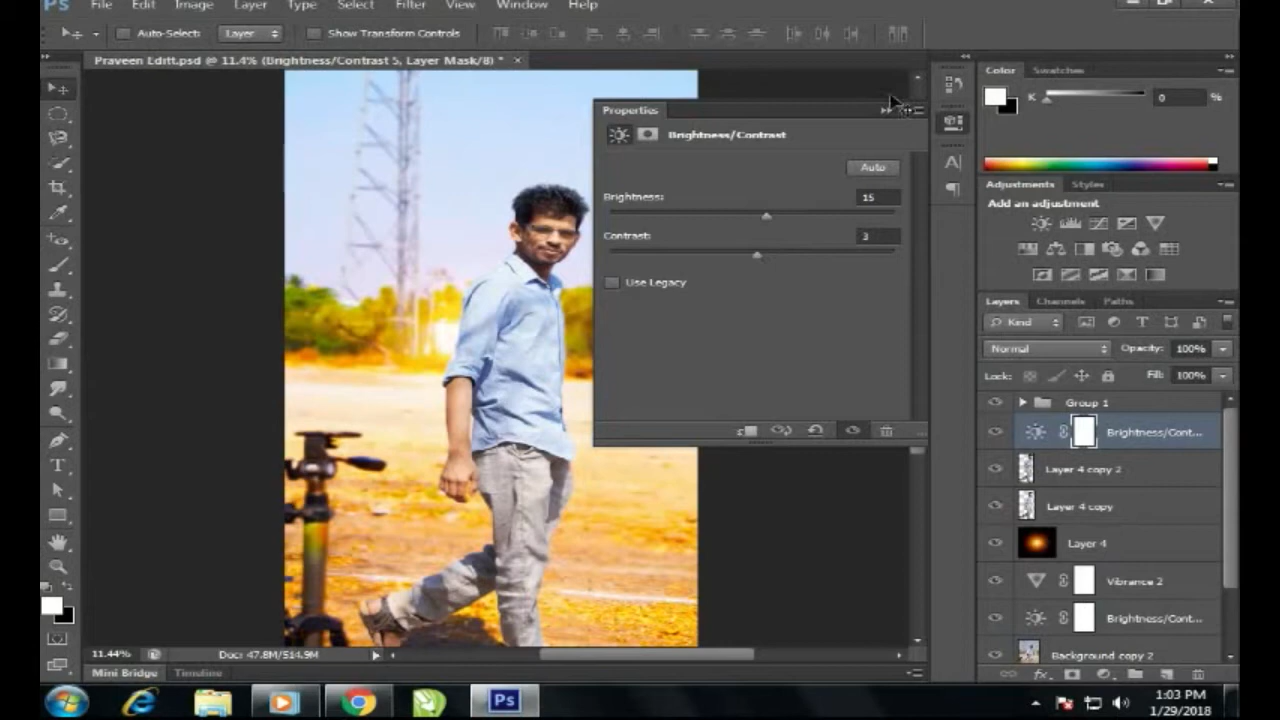 Ps File Edit Image Layer Type Select Filter View Window Help
Auto-Select: Layer Show Transform Controls
Praveen Editt.psd @ 11.4% (Brightness/Contrast 5, Layer Mask/8) * ×
Color Swatches
K 0 %
Properties
Brightness/Contrast
Auto
Brightness: 15
Contrast: 3
Use Legacy
Adjustments Styles
Add an adjustment
Layers Channels Paths
Kind
Normal Opacity: 100%
Lock: Fill: 100%
Group 1
Brightness/Cont...
Layer 4 copy 2
Layer 4 copy
Layer 4
Vibrance 2
Brightness/Cont...
Background copy 2
11.44% Doc: 47.8M/514.9M
Mini Bridge Timeline
Ps
1:03 PM
1/29/2018